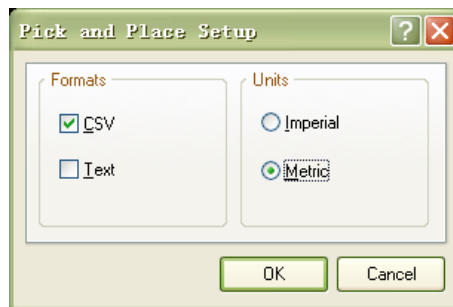 Pick and Place Setup
Formats
Units
CSV
Imperial
Text
Metric
OK
Cancel